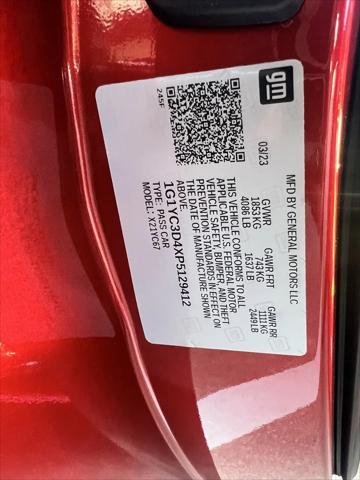 MFD BY GENERAL MOTORS LLC
03/23
GVWR
1853 KG
4086 LB
GAWR FRT
743 KG
1637 LB
GAWR RR
1111 KG
2449 LB
THIS VEHICLE CONFORMS TO ALL
APPLICABLE U.S. FEDERAL MOTOR
VEHICLE SAFETY, BUMPER, AND THEFT
PREVENTION STANDARDS IN EFFECT ON
THE DATE OF MANUFACTURE SHOWN
ABOVE.
1G1YC3D4XP5129412
TYPE: PASS CAR
MODEL: X21YC67
gm
245F